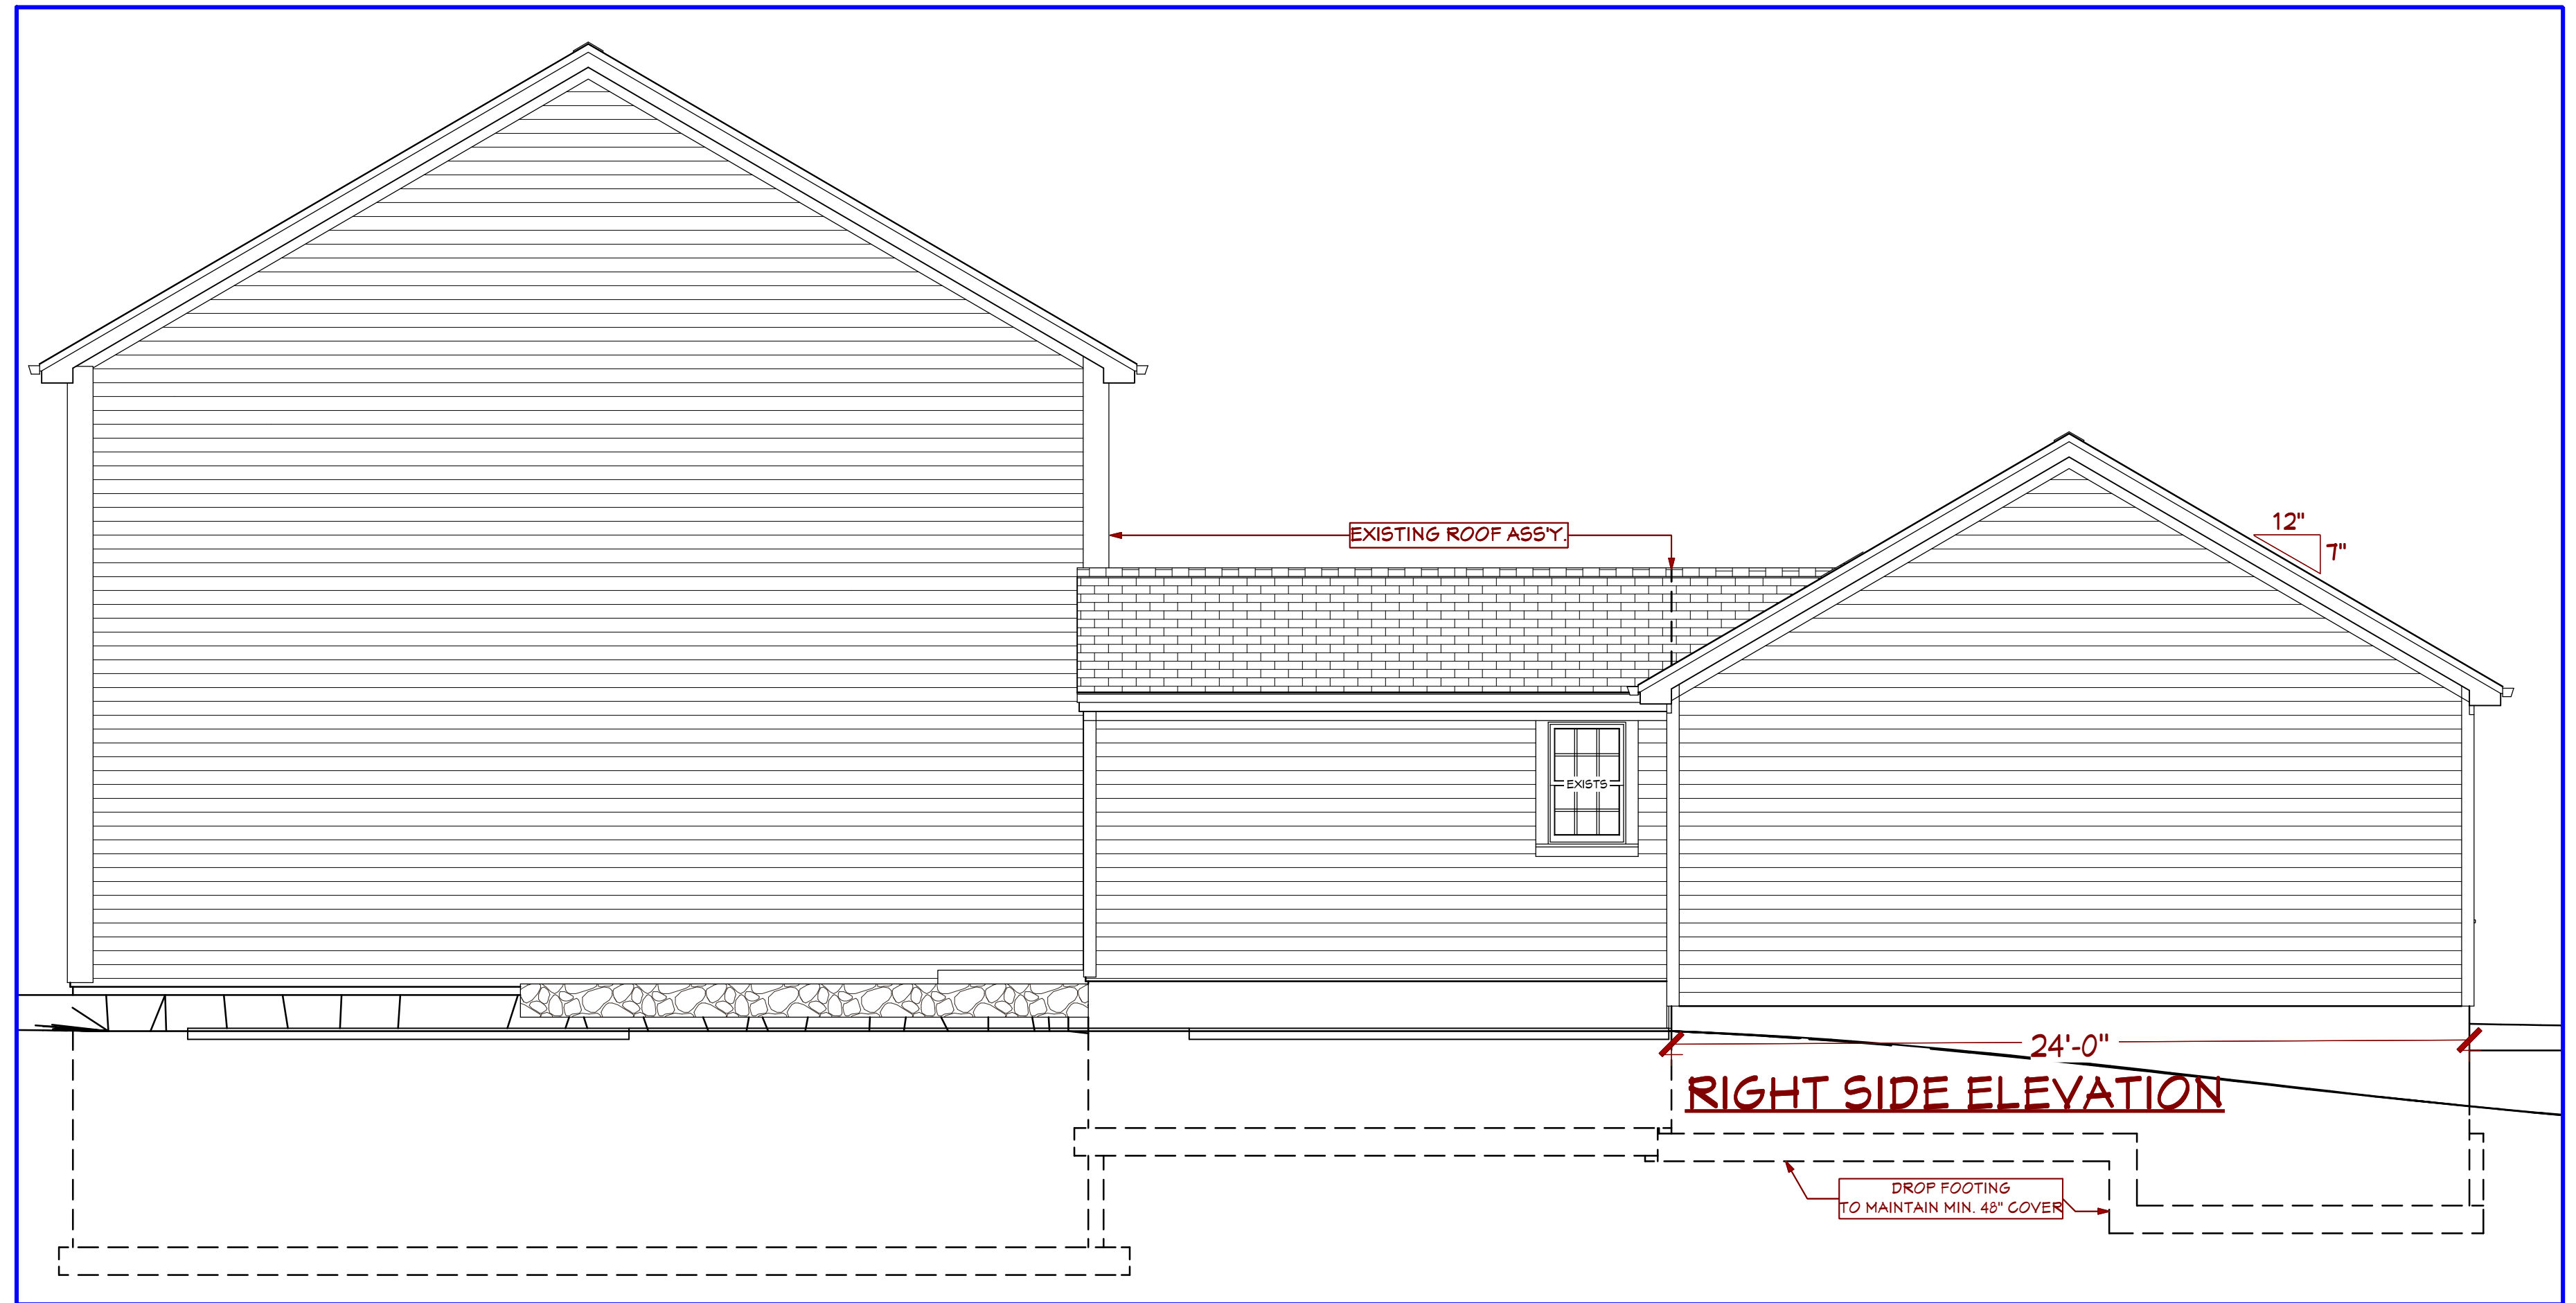 EXISTING ROOF ASS'Y.
12"
7"
EXISTS
24'-0"
RIGHT SIDE ELEVATION
DROP FOOTING
TO MAINTAIN MIN. 48" COVER